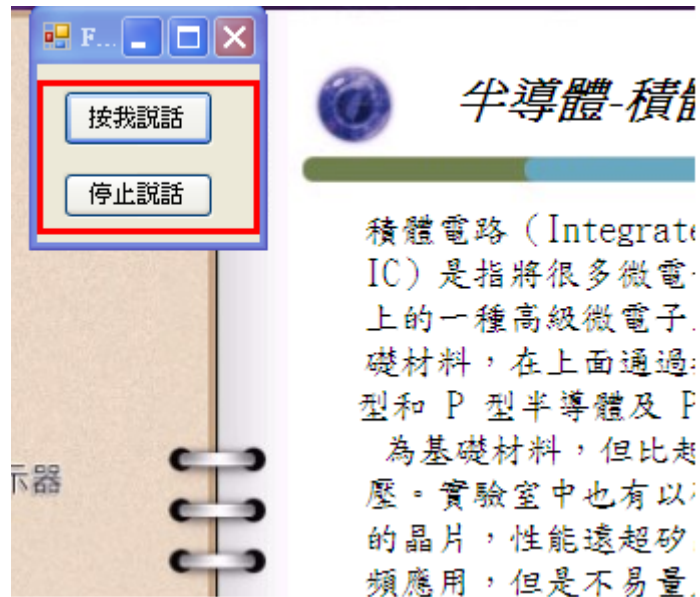 F...
按我說話
停止說話
半導體-積
積體電路（Integrate
IC）是指將很多微電
上的一種高級微電子
礎材料，在上面通過
型和 P 型半導體及 P
為基礎材料，但比起
壓。實驗室中也有以
的晶片，性能遠超矽
頻應用，但是不易量
示器